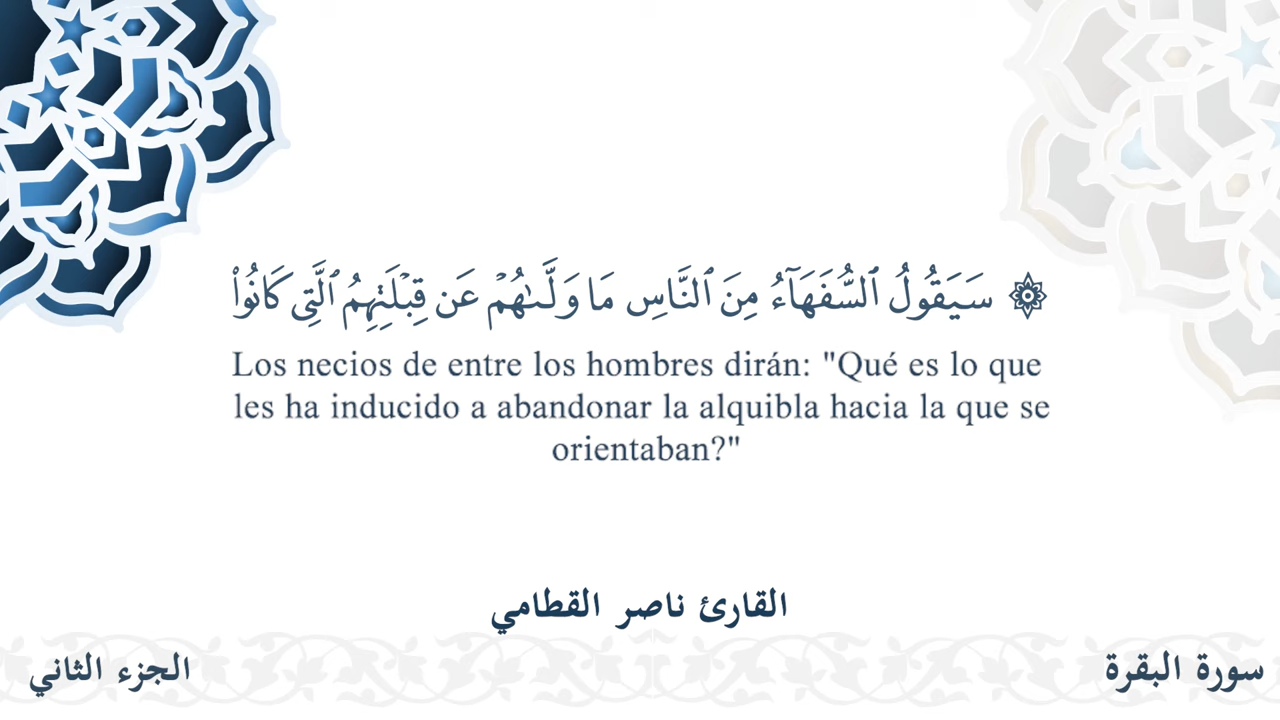 ۞ سَيَقُولُ ٱلسُّفَهَآءُ مِنَ ٱلنَّاسِ مَا وَلَّىٰهُمۡ عَن قِبۡلَتِهِمُ ٱلَّتِي كَانُواْ
Los necios de entre los hombres dirán: "Qué es lo que
les ha inducido a abandonar la alquibla hacia la que se
orientaban?"
القارئ ناصر القطامي
سورة البقرة
الجزء الثاني